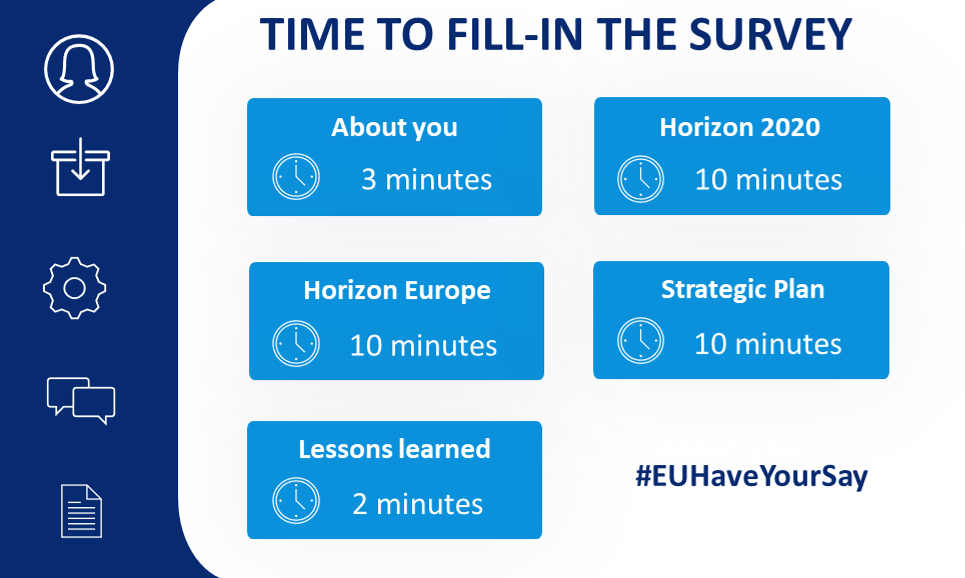 TIME TO FILL-IN THE SURVEY
About you
3 minutes
Horizon 2020
10 minutes
Horizon Europe
10 minutes
Strategic Plan
10 minutes
Lessons learned
2 minutes
#EUHaveYourSay